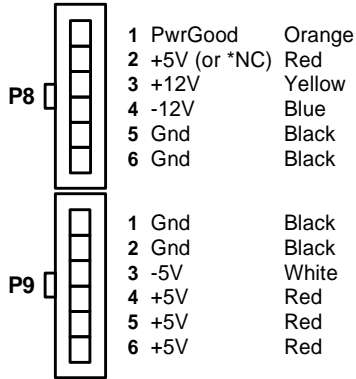 P8
1 PwrGood Orange
2 +5V (or *NC) Red
3 +12V Yellow
4 -12V Blue
5 Gnd Black
6 Gnd Black
P9
1 Gnd Black
2 Gnd Black
3 -5V White
4 +5V Red
5 +5V Red
6 +5V Red